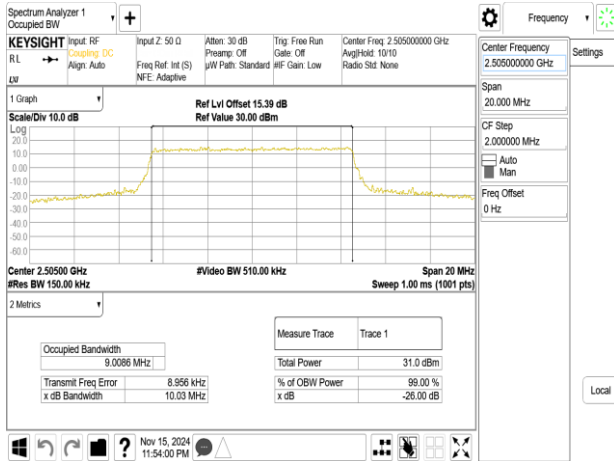 Spectrum Analyzer 1
Occupied BW
Frequency
KEYSIGHT
RL
LXI
Input: RF
Coupling: DC
Align: Auto
Input Z: 50 Ω
Freq Ref: Int (S)
NFE: Adaptive
Atten: 30 dB
Preamp: Off
µW Path: Standard
Trig: Free Run
Gate: Off
#IF Gain: Low
Center Freq: 2.505000000 GHz
Avg|Hold: 10/10
Radio Std: None
Center Frequency
2.505000000 GHz
Settings
Span
20.000 MHz
CF Step
2.000000 MHz
Auto
Man
Freq Offset
0 Hz
Local
1 Graph
Scale/Div 10.0 dB
Ref Lvl Offset 15.39 dB
Ref Value 30.00 dBm
Log
20.0
10.0
0.00
-10.0
-20.0
-30.0
-40.0
-50.0
-60.0
Center 2.50500 GHz
#Video BW 510.00 kHz
Span 20 MHz
#Res BW 150.00 kHz
Sweep 1.00 ms (1001 pts)
2 Metrics
Measure Trace Trace 1
Occupied Bandwidth
9.0086 MHz
Total Power 31.0 dBm
Transmit Freq Error 8.956 kHz
% of OBW Power 99.00 %
x dB Bandwidth 10.03 MHz
x dB -26.00 dB
?
Nov 15, 2024
11:54:00 PM